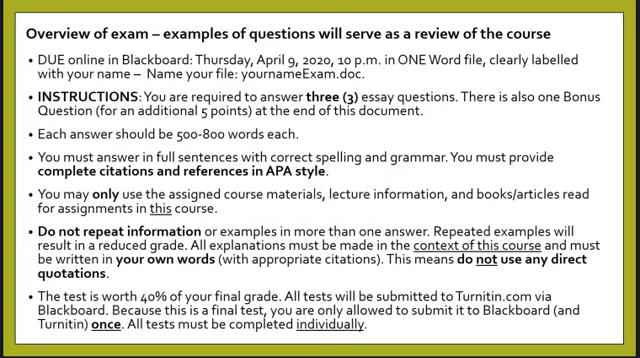 Overview of exam – examples of questions will serve as a review of the course
• DUE online in Blackboard: Thursday, April 9, 2020, 10 p.m. in ONE Word file, clearly labelled
with your name – Name your file: yournameExam.doc.
• INSTRUCTIONS: You are required to answer three (3) essay questions. There is also one Bonus
Question (for an additional 5 points) at the end of this document.
• Each answer should be 500-800 words each.
• You must answer in full sentences with correct spelling and grammar. You must provide
complete citations and references in APA style.
• You may only use the assigned course materials, lecture information, and books/articles read
for assignments in this course.
• Do not repeat information or examples in more than one answer. Repeated examples will
result in a reduced grade. All explanations must be made in the context of this course and must
be written in your own words (with appropriate citations). This means do not use any direct
quotations.
• The test is worth 40% of your final grade. All tests will be submitted to Turnitin.com via
Blackboard. Because this is a final test, you are only allowed to submit it to Blackboard (and
Turnitin) once. All tests must be completed individually.